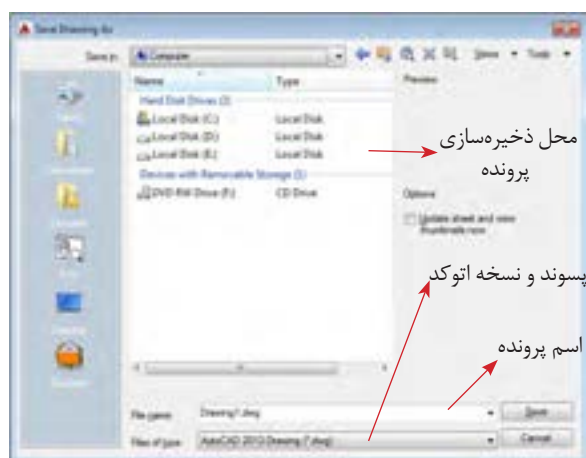 Save Drawing As
Save in: Computer Views Tools
Name Type Preview
Hard Disk Drives (3)
Local Disk (C:) Local Disk
Local Disk (D:) Local Disk
Local Disk (E:) Local Disk
محل ذخیره‌سازی
پرونده
Devices with Removable Storage (1)
DVD RW Drive (F:) CD Drive
Options
Update sheet and view
thumbnails now
پسوند و نسخه اتوکد
اسم پرونده
File name: Drawing1.dwg Save
Files of type: AutoCAD 2013 Drawing (*.dwg) Cancel